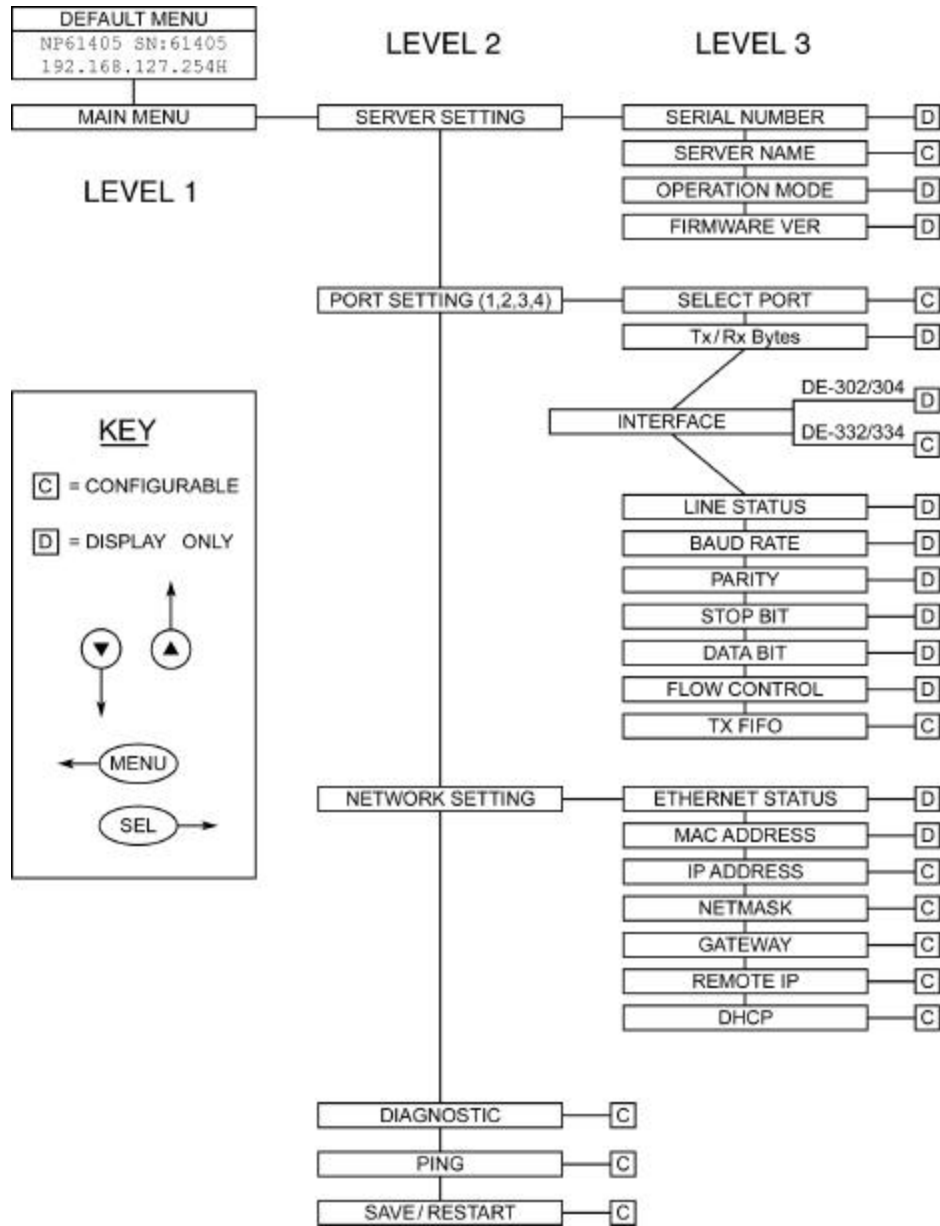 DEFAULT MENU
NP61405 SN:61405
192.168.127.254H
LEVEL 2
LEVEL 3
MAIN MENU
SERVER SETTING
SERIAL NUMBER
D
SERVER NAME
C
LEVEL 1
OPERATION MODE
D
FIRMWARE VER
D
PORT SETTING (1,2,3,4)
SELECT PORT
C
Tx/Rx Bytes
D
INTERFACE
DE-302/304
D
DE-332/334
C
LINE STATUS
D
BAUD RATE
D
PARITY
D
STOP BIT
D
DATA BIT
D
FLOW CONTROL
D
TX FIFO
C
KEY
C = CONFIGURABLE
D = DISPLAY ONLY
MENU
SEL
NETWORK SETTING
ETHERNET STATUS
D
MAC ADDRESS
D
IP ADDRESS
C
NETMASK
C
GATEWAY
C
REMOTE IP
C
DHCP
C
DIAGNOSTIC
C
PING
C
SAVE/RESTART
C